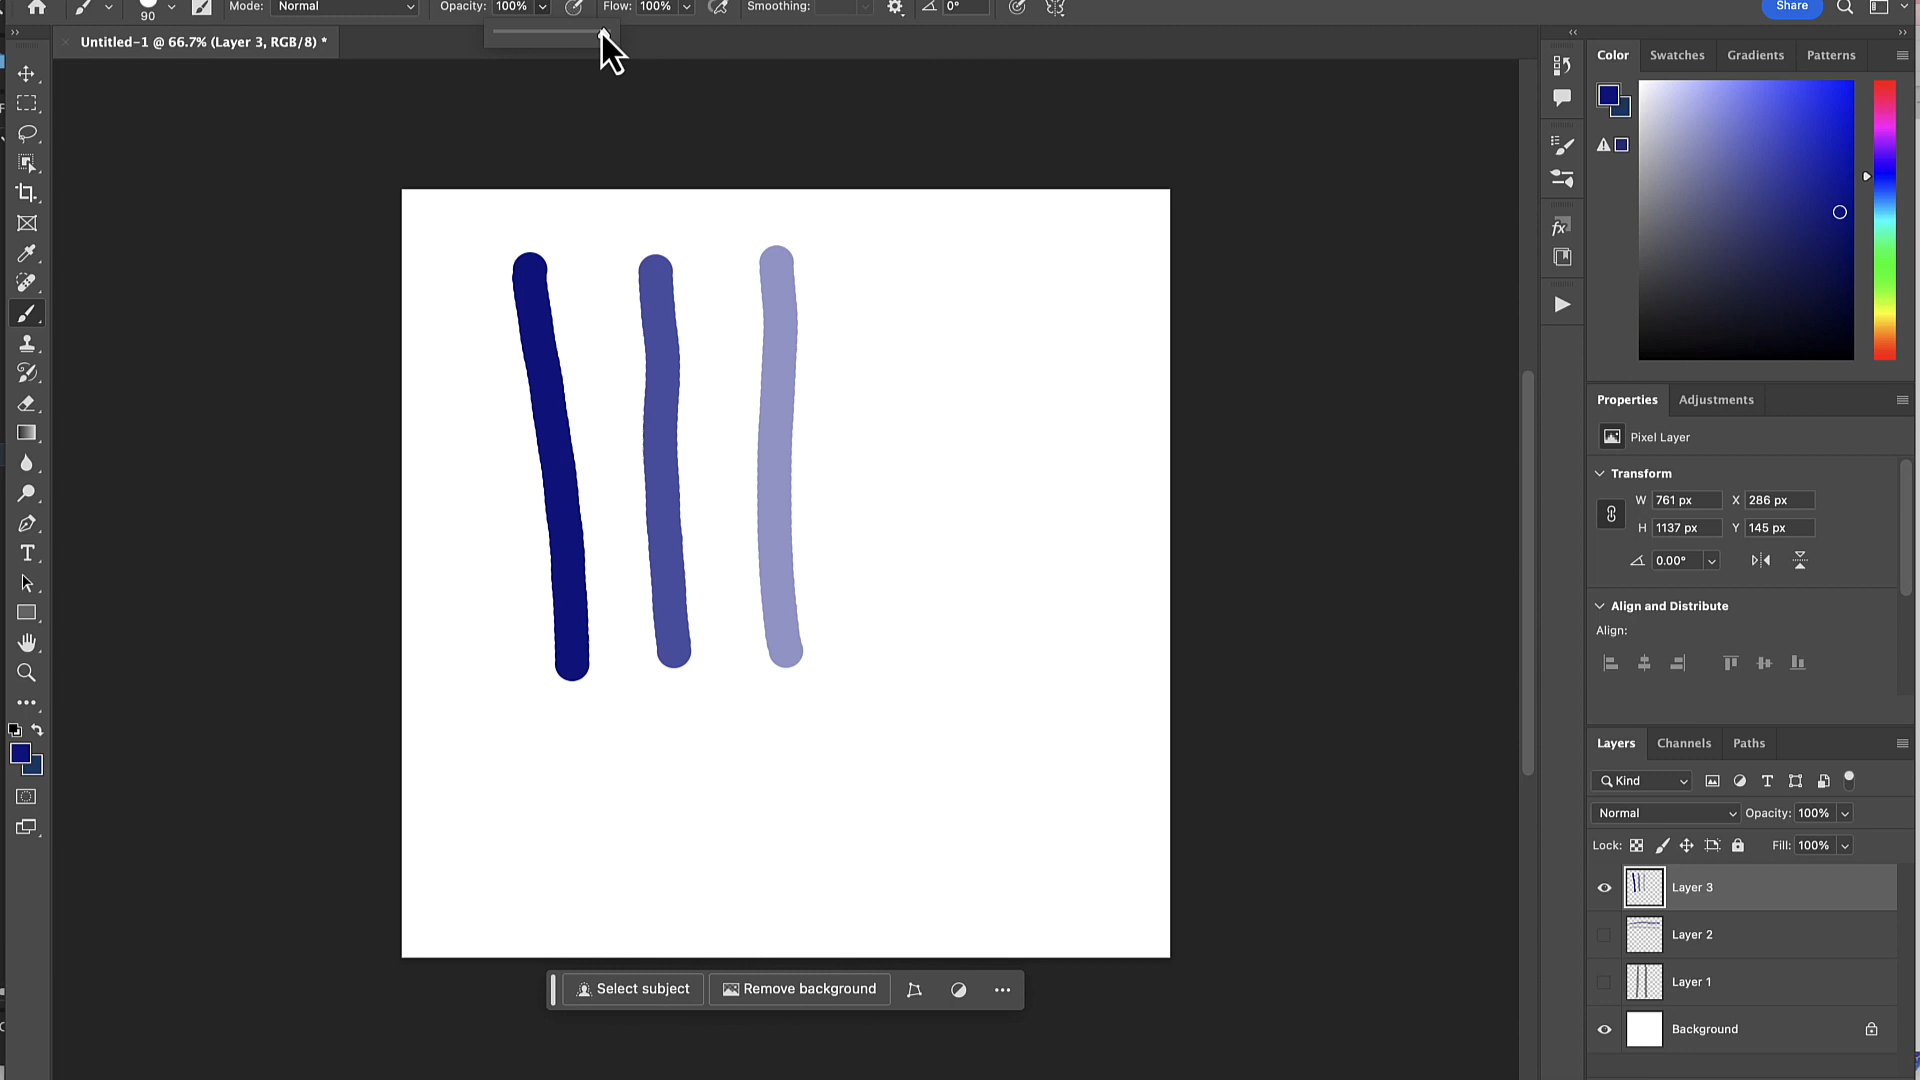 90 Mode: Normal Opacity: 100% Flow: 100% Smoothing: 0°
Share
Untitled-1 @ 66.7% (Layer 3, RGB/8) *
Color Swatches Gradients Patterns
Properties Adjustments
Pixel Layer
Transform
W 761 px X 286 px
H 1137 px Y 145 px
0.00°
Align and Distribute
Align:
Select subject Remove background
Layers Channels Paths
Kind
Normal Opacity: 100%
Lock: Fill: 100%
Layer 3
Layer 2
Layer 1
Background